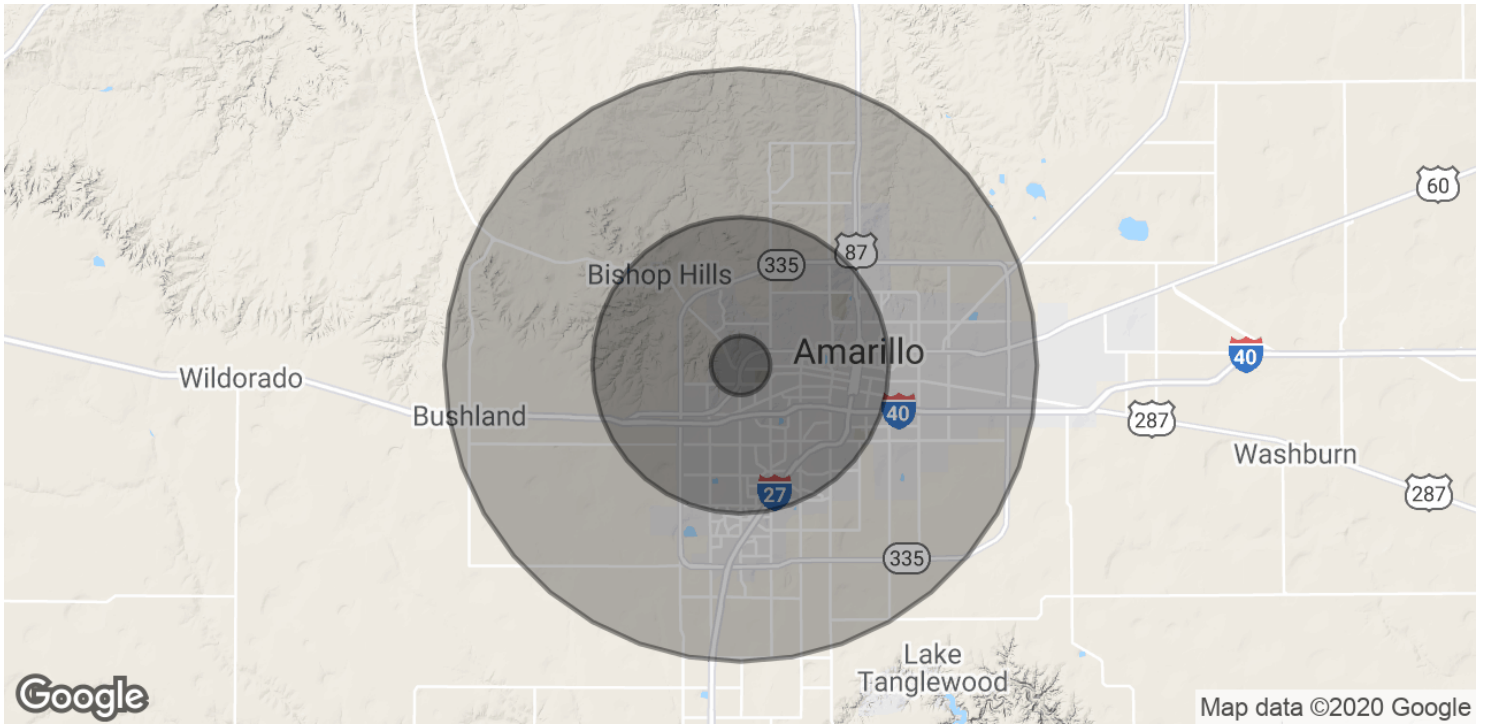 60
87
335
Bishop Hills
Amarillo
40
Wildorado
Bushland
40
287
Washburn
27
287
335
Lake
Tanglewood
Google
Map data ©2020 Google